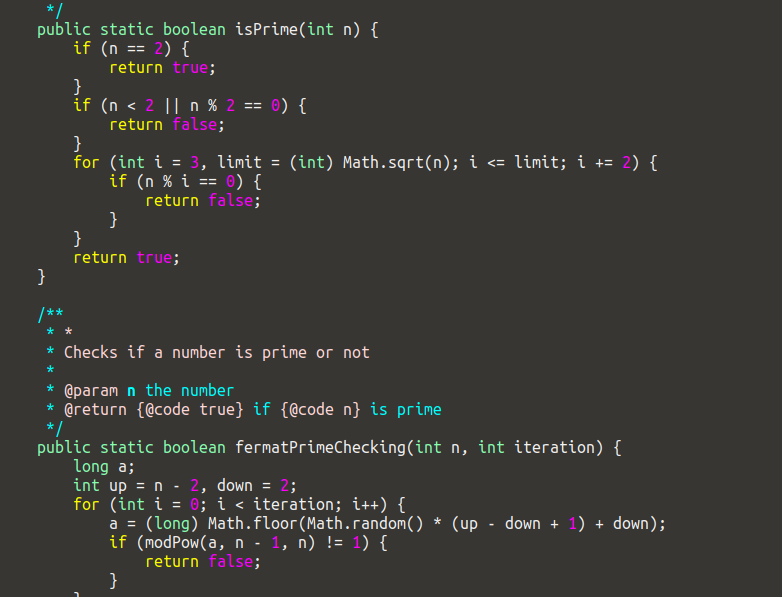 */
    public static boolean isPrime(int n) {
        if (n == 2) {
            return true;
        }
        if (n < 2 || n % 2 == 0) {
            return false;
        }
        for (int i = 3, limit = (int) Math.sqrt(n); i <= limit; i += 2) {
            if (n % i == 0) {
                return false;
            }
        }
        return true;
    }

    /**
     * *
     * Checks if a number is prime or not
     *
     * @param n the number
     * @return {@code true} if {@code n} is prime
     */
    public static boolean fermatPrimeChecking(int n, int iteration) {
        long a;
        int up = n - 2, down = 2;
        for (int i = 0; i < iteration; i++) {
            a = (long) Math.floor(Math.random() * (up - down + 1) + down);
            if (modPow(a, n - 1, n) != 1) {
                return false;
            }
        }